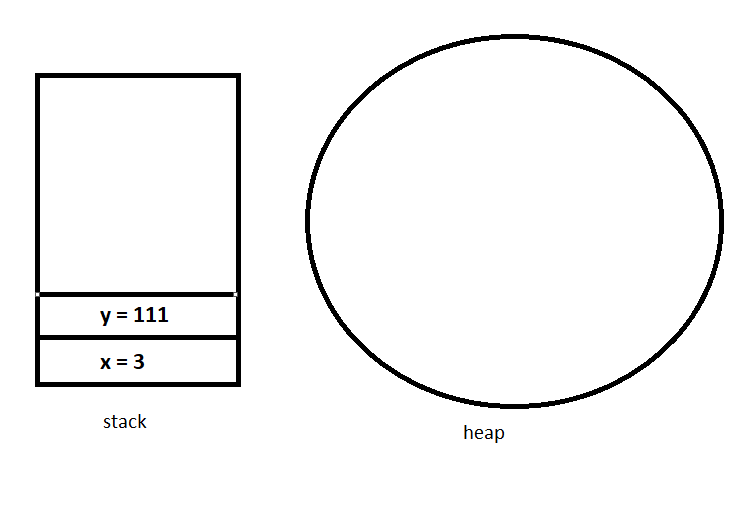 y = 111
x = 3
stack
heap